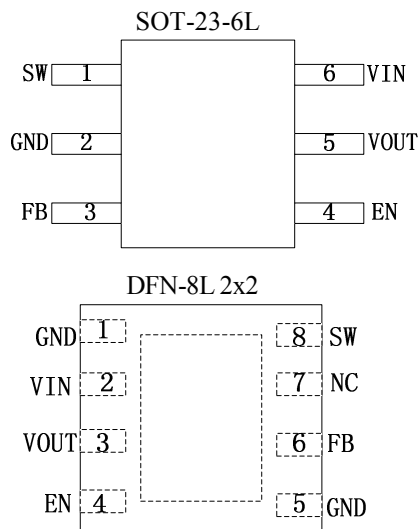 SOT-23-6L
SW 1 6 VIN
GND 2 5 VOUT
FB 3 4 EN
DFN-8L 2x2
GND 1 8 SW
VIN 2 7 NC
VOUT 3 6 FB
EN 4 5 GND